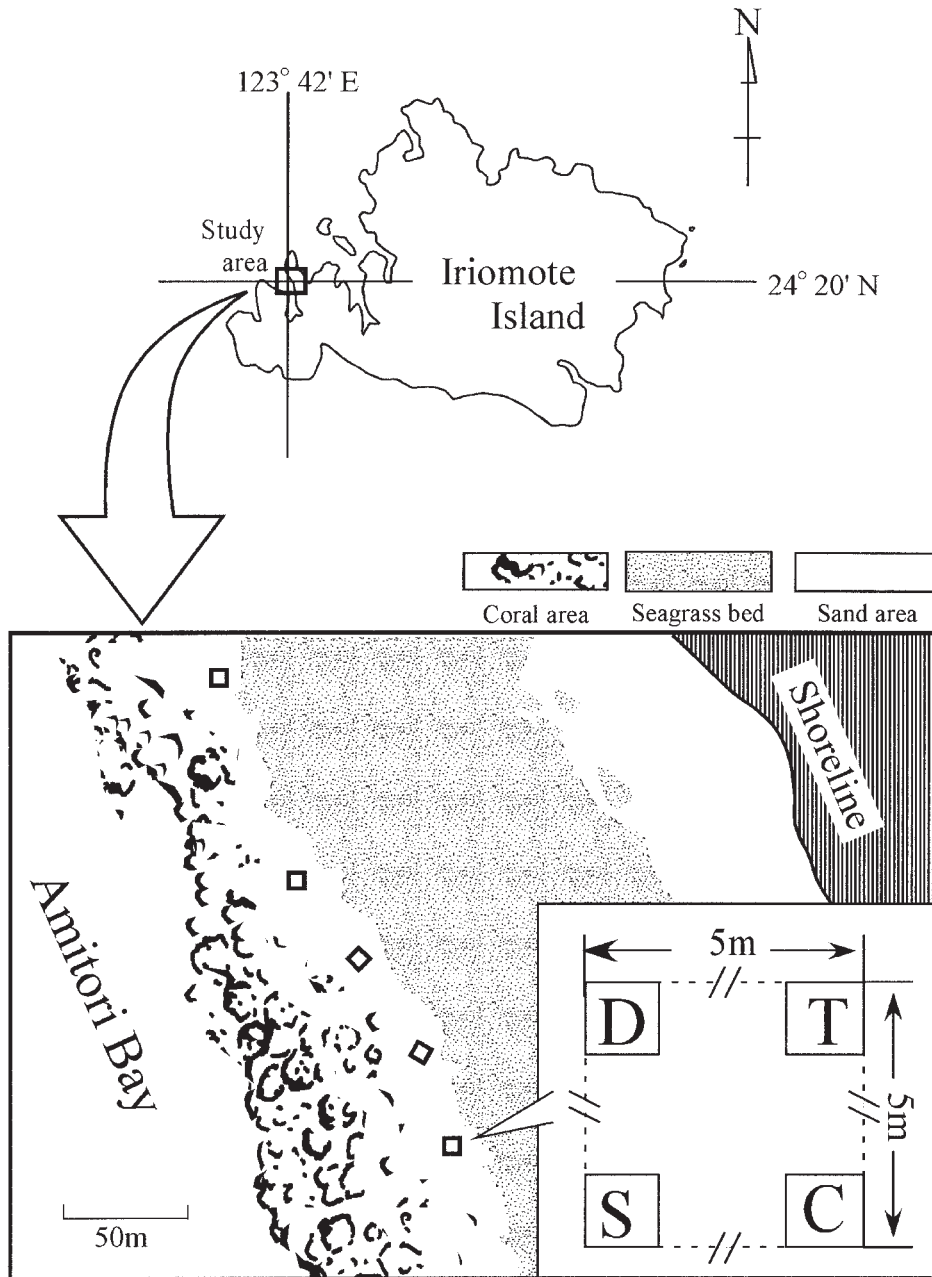 N
123° 42' E
Study
area
Iriomote
Island
24° 20' N
Coral area
Seagrass bed
Sand area
Shoreline
Amitori Bay
50m
5m
D
T
5m
S
C